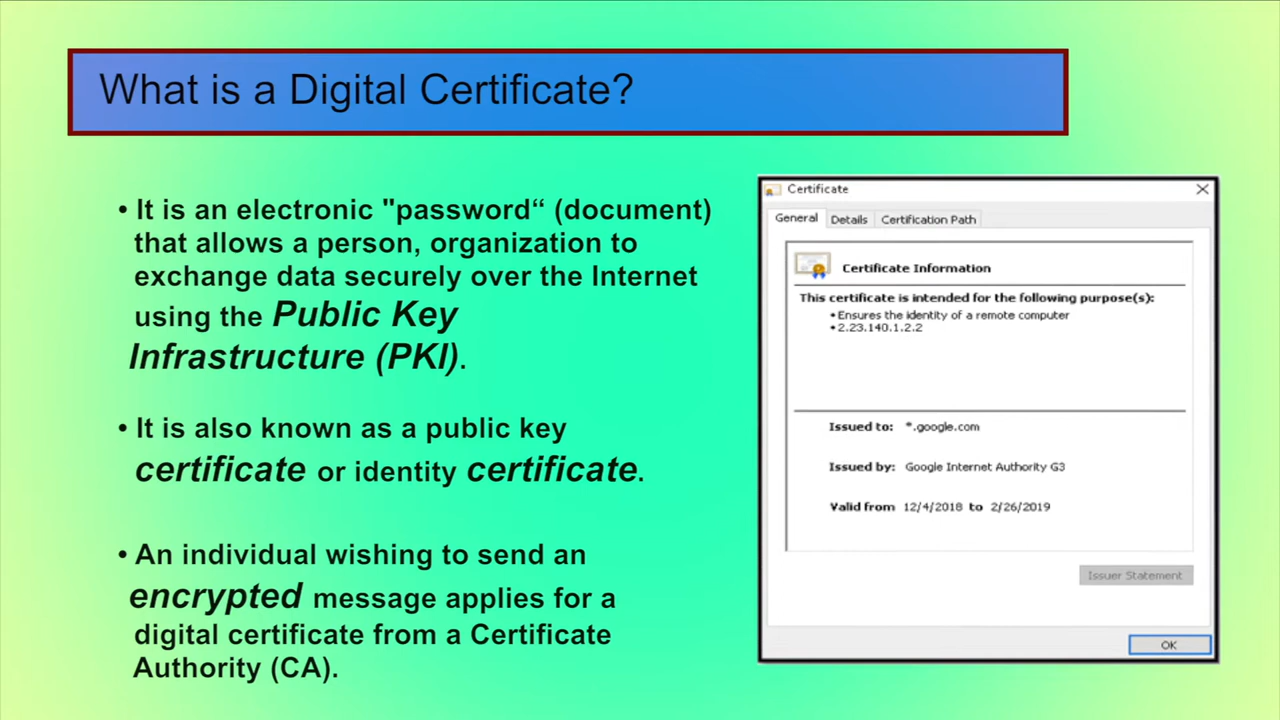 What is a Digital Certificate?
• It is an electronic "password“ (document)
that allows a person, organization to
exchange data securely over the Internet
using the Public Key
Infrastructure (PKI).
• It is also known as a public key
certificate or identity certificate.
• An individual wishing to send an
encrypted message applies for a
digital certificate from a Certificate
Authority (CA).
Certificate
General Details Certification Path
Certificate Information
This certificate is intended for the following purpose(s):
• Ensures the identity of a remote computer
• 2.23.140.1.2.2
Issued to: *.google.com
Issued by: Google Internet Authority G3
Valid from 12/4/2018 to 2/26/2019
Issuer Statement
OK